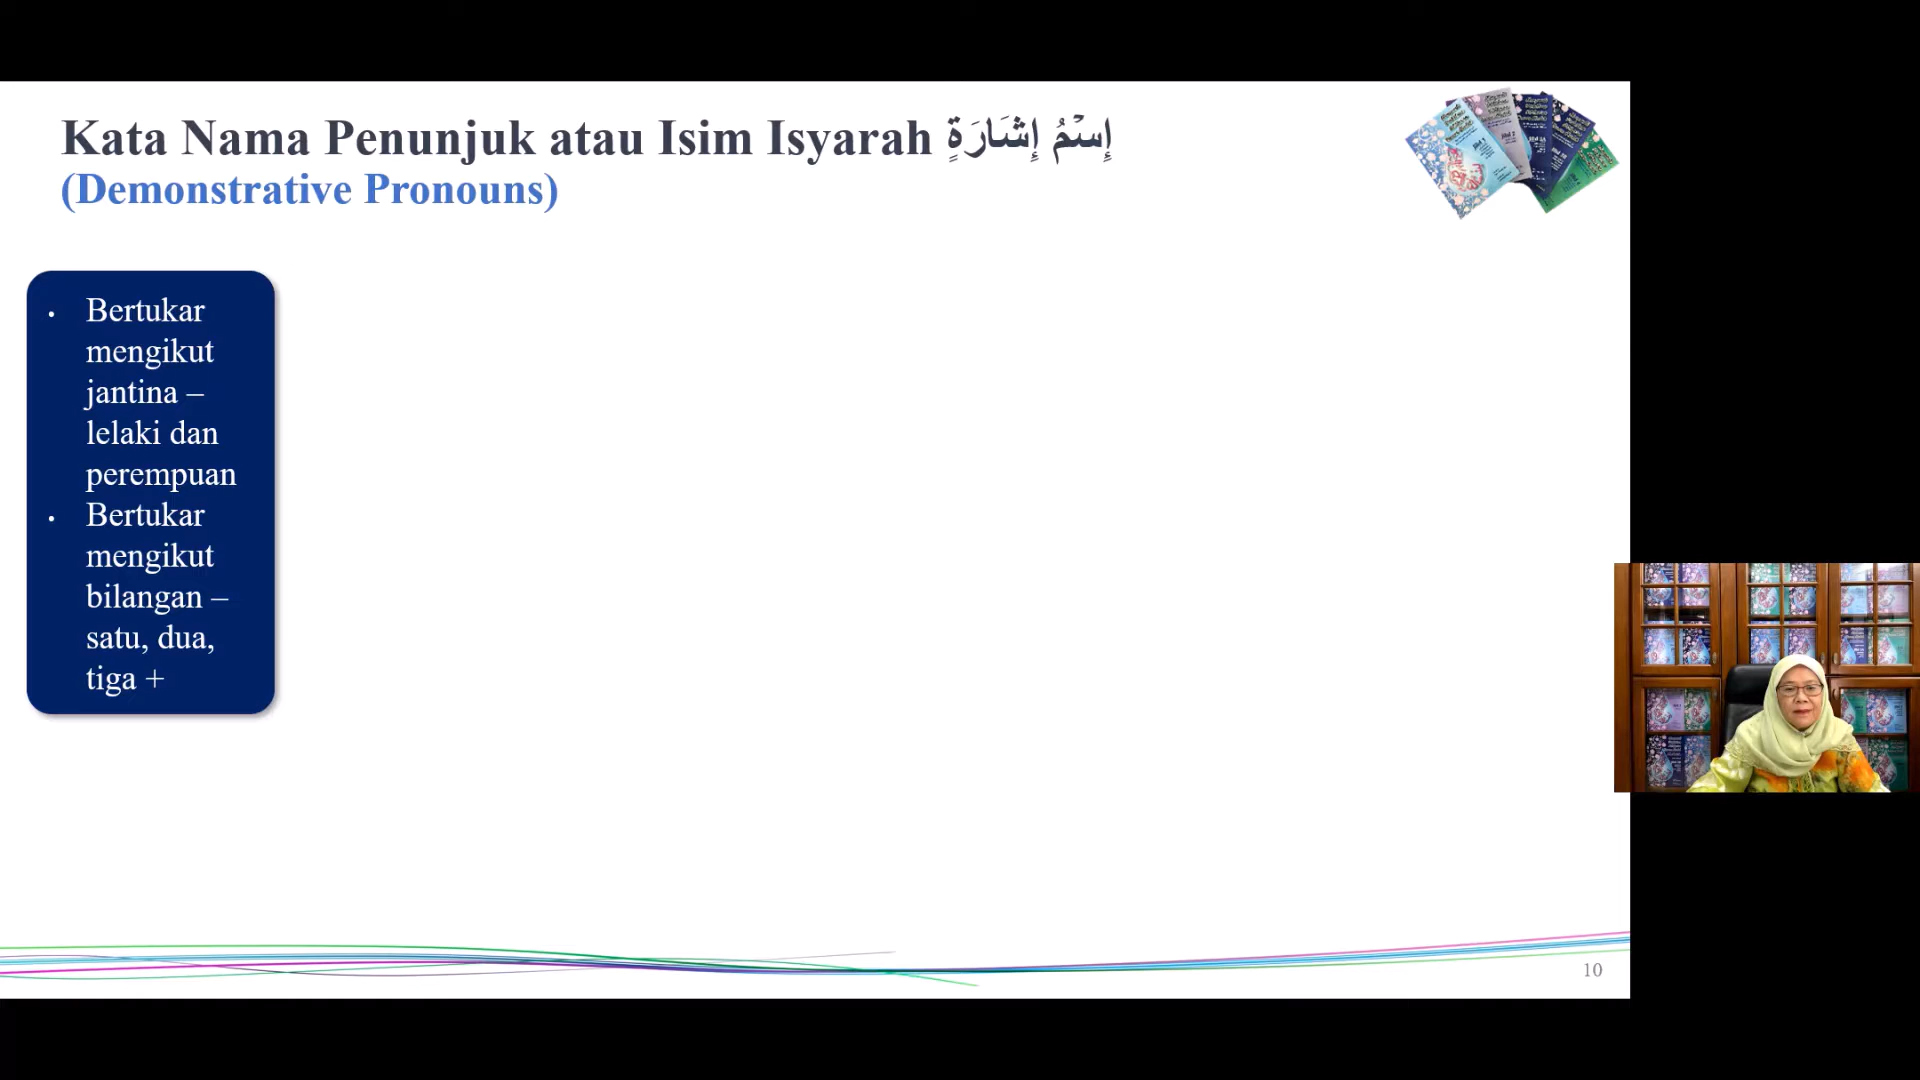 Kata Nama Penunjuk atau Isim Isyarah إِسْمُ إِشَارَةٍ
(Demonstrative Pronouns)
• Bertukar
mengikut
jantina –
lelaki dan
perempuan
• Bertukar
mengikut
bilangan –
satu, dua,
tiga +
10